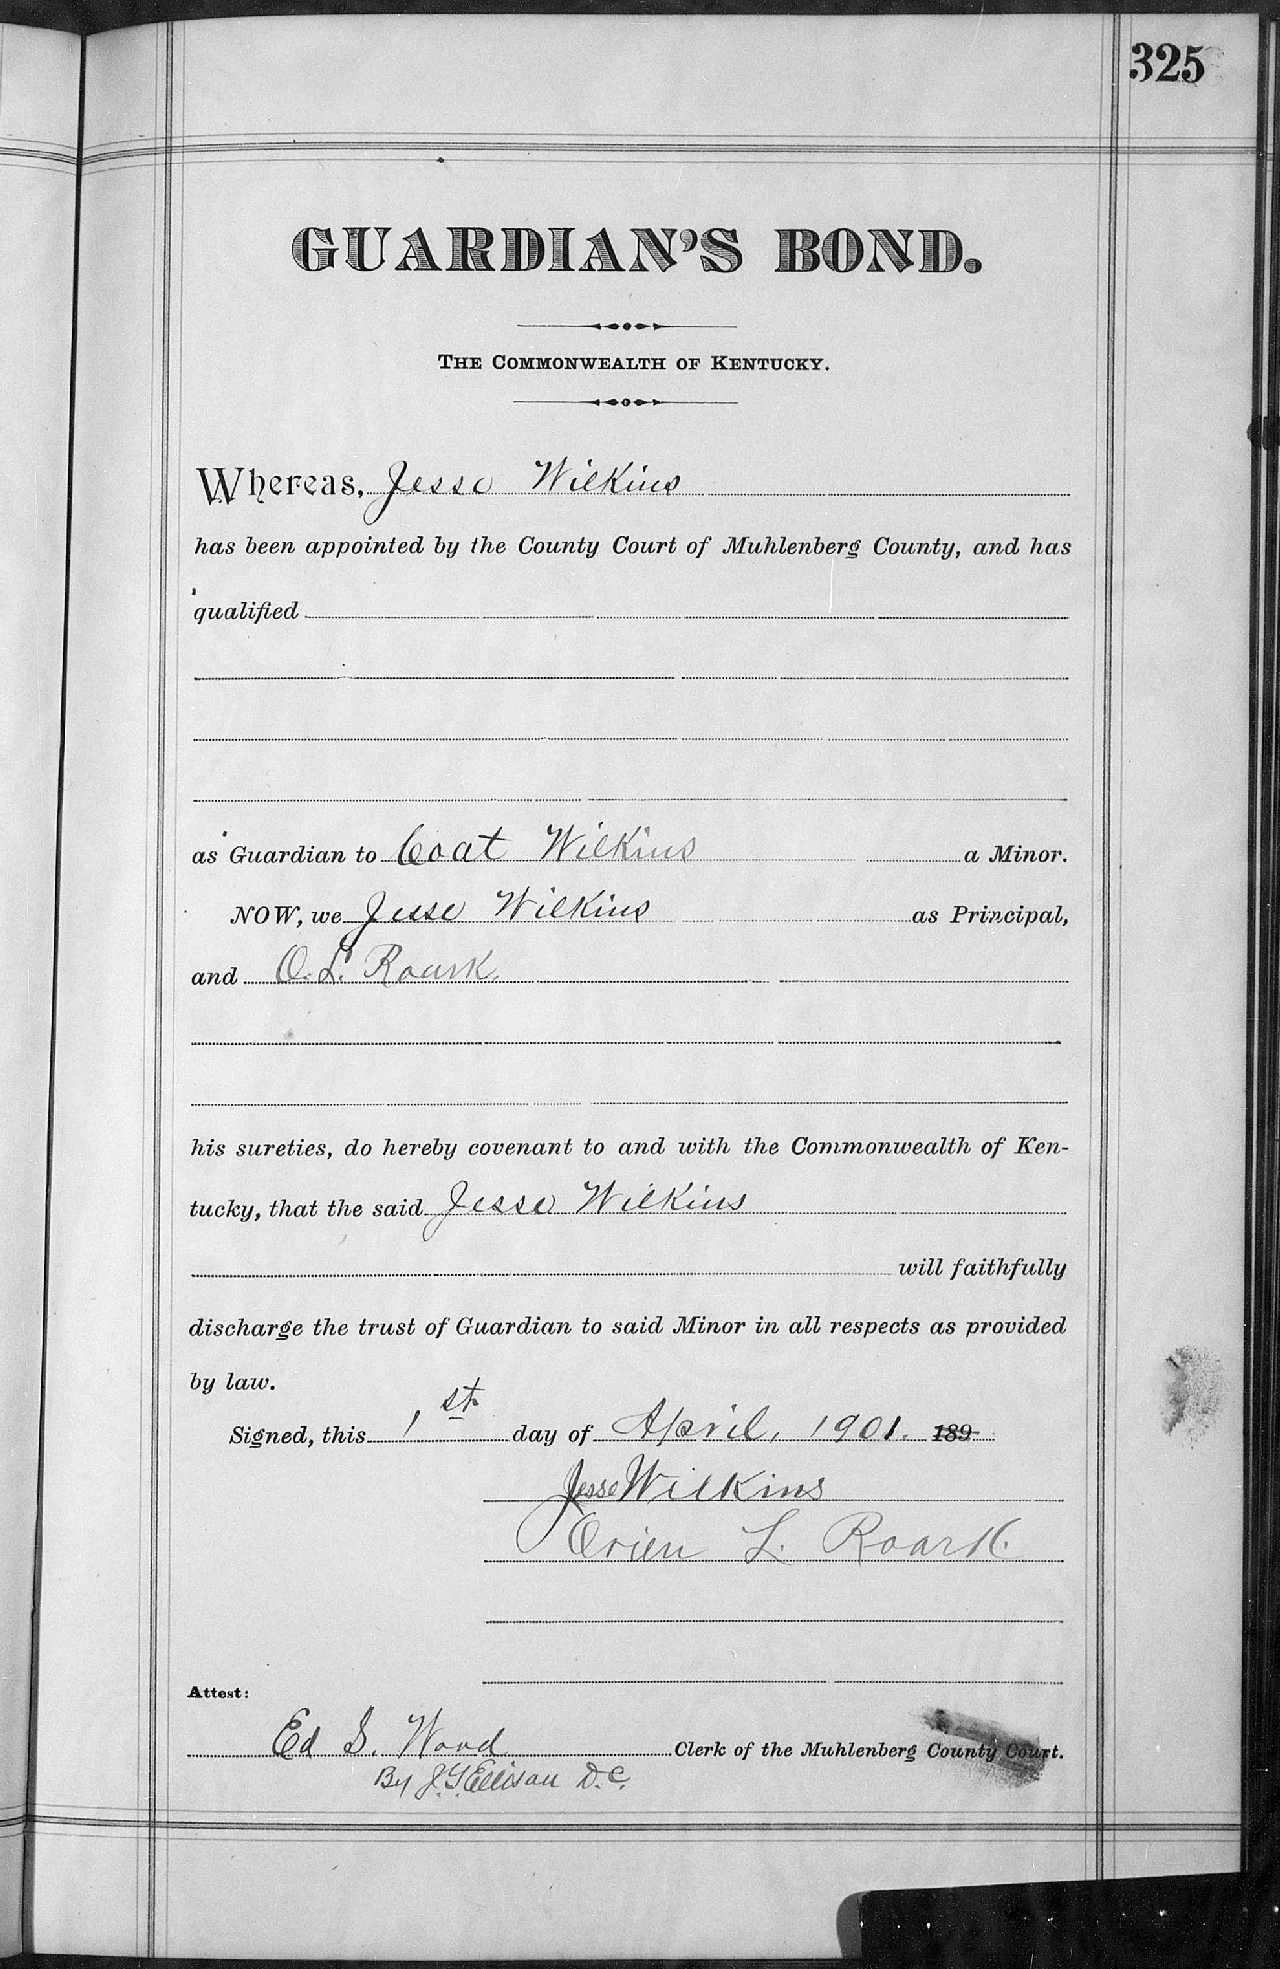 325
GUARDIAN'S BOND.
THE COMMONWEALTH OF KENTUCKY.
Whereas, Jesse Wilkins
has been appointed by the County Court of Muhlenberg County, and has
qualified
as Guardian to Coat Wilkins a Minor.
NOW, we Jesse Wilkins as Principal,
and O. L. Roark.
his sureties, do hereby covenant to and with the Commonwealth of Ken-
tucky, that the said Jesse Wilkins
will faithfully
discharge the trust of Guardian to said Minor in all respects as provided
by law.
Signed, this 1st day of April, 1901. 189
Jesse Wilkins
Orien L. Roark.
Attest:
Ed S. Wood Clerk of the Muhlenberg County Court.
By J.G. Ellison D.C.